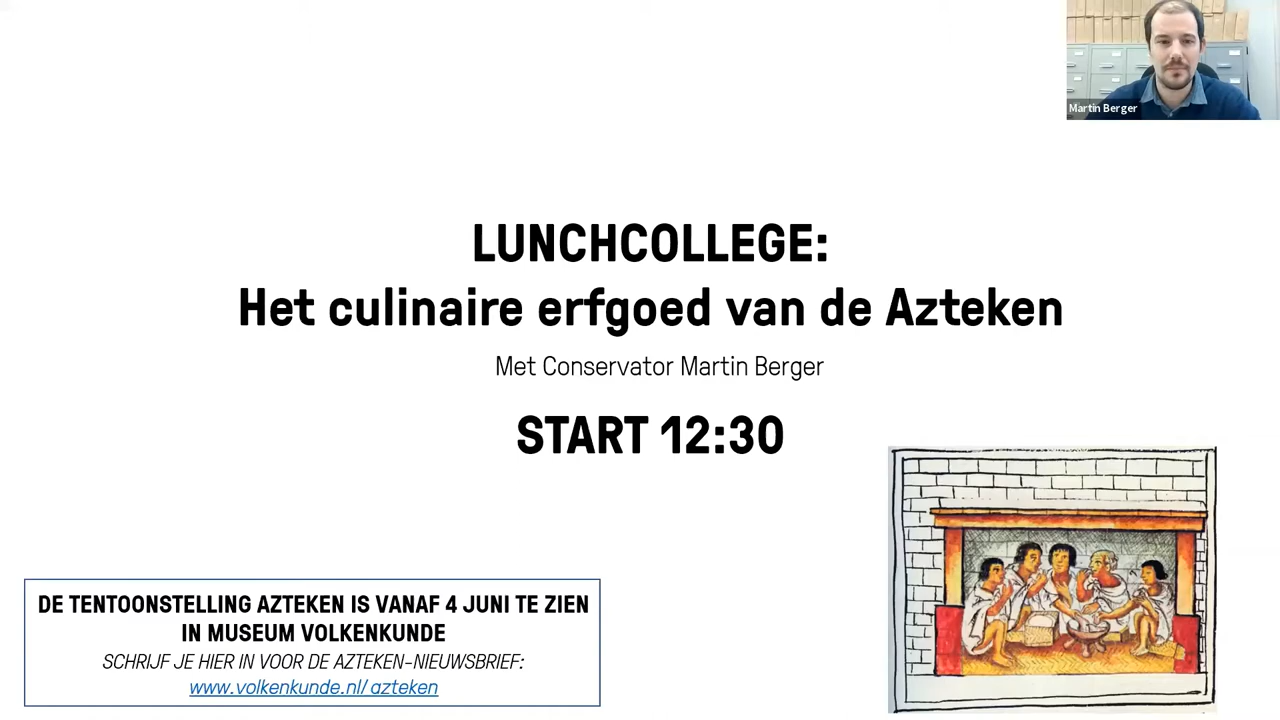 Martin Berger
LUNCHCOLLEGE:
Het culinaire erfgoed van de Azteken
Met Conservator Martin Berger
START 12:30
DE TENTOONSTELLING AZTEKEN IS VANAF 4 JUNI TE ZIEN
IN MUSEUM VOLKENKUNDE
SCHRIJF JE HIER IN VOOR DE AZTEKEN-NIEUWSBRIEF:
www.volkenkunde.nl/azteken